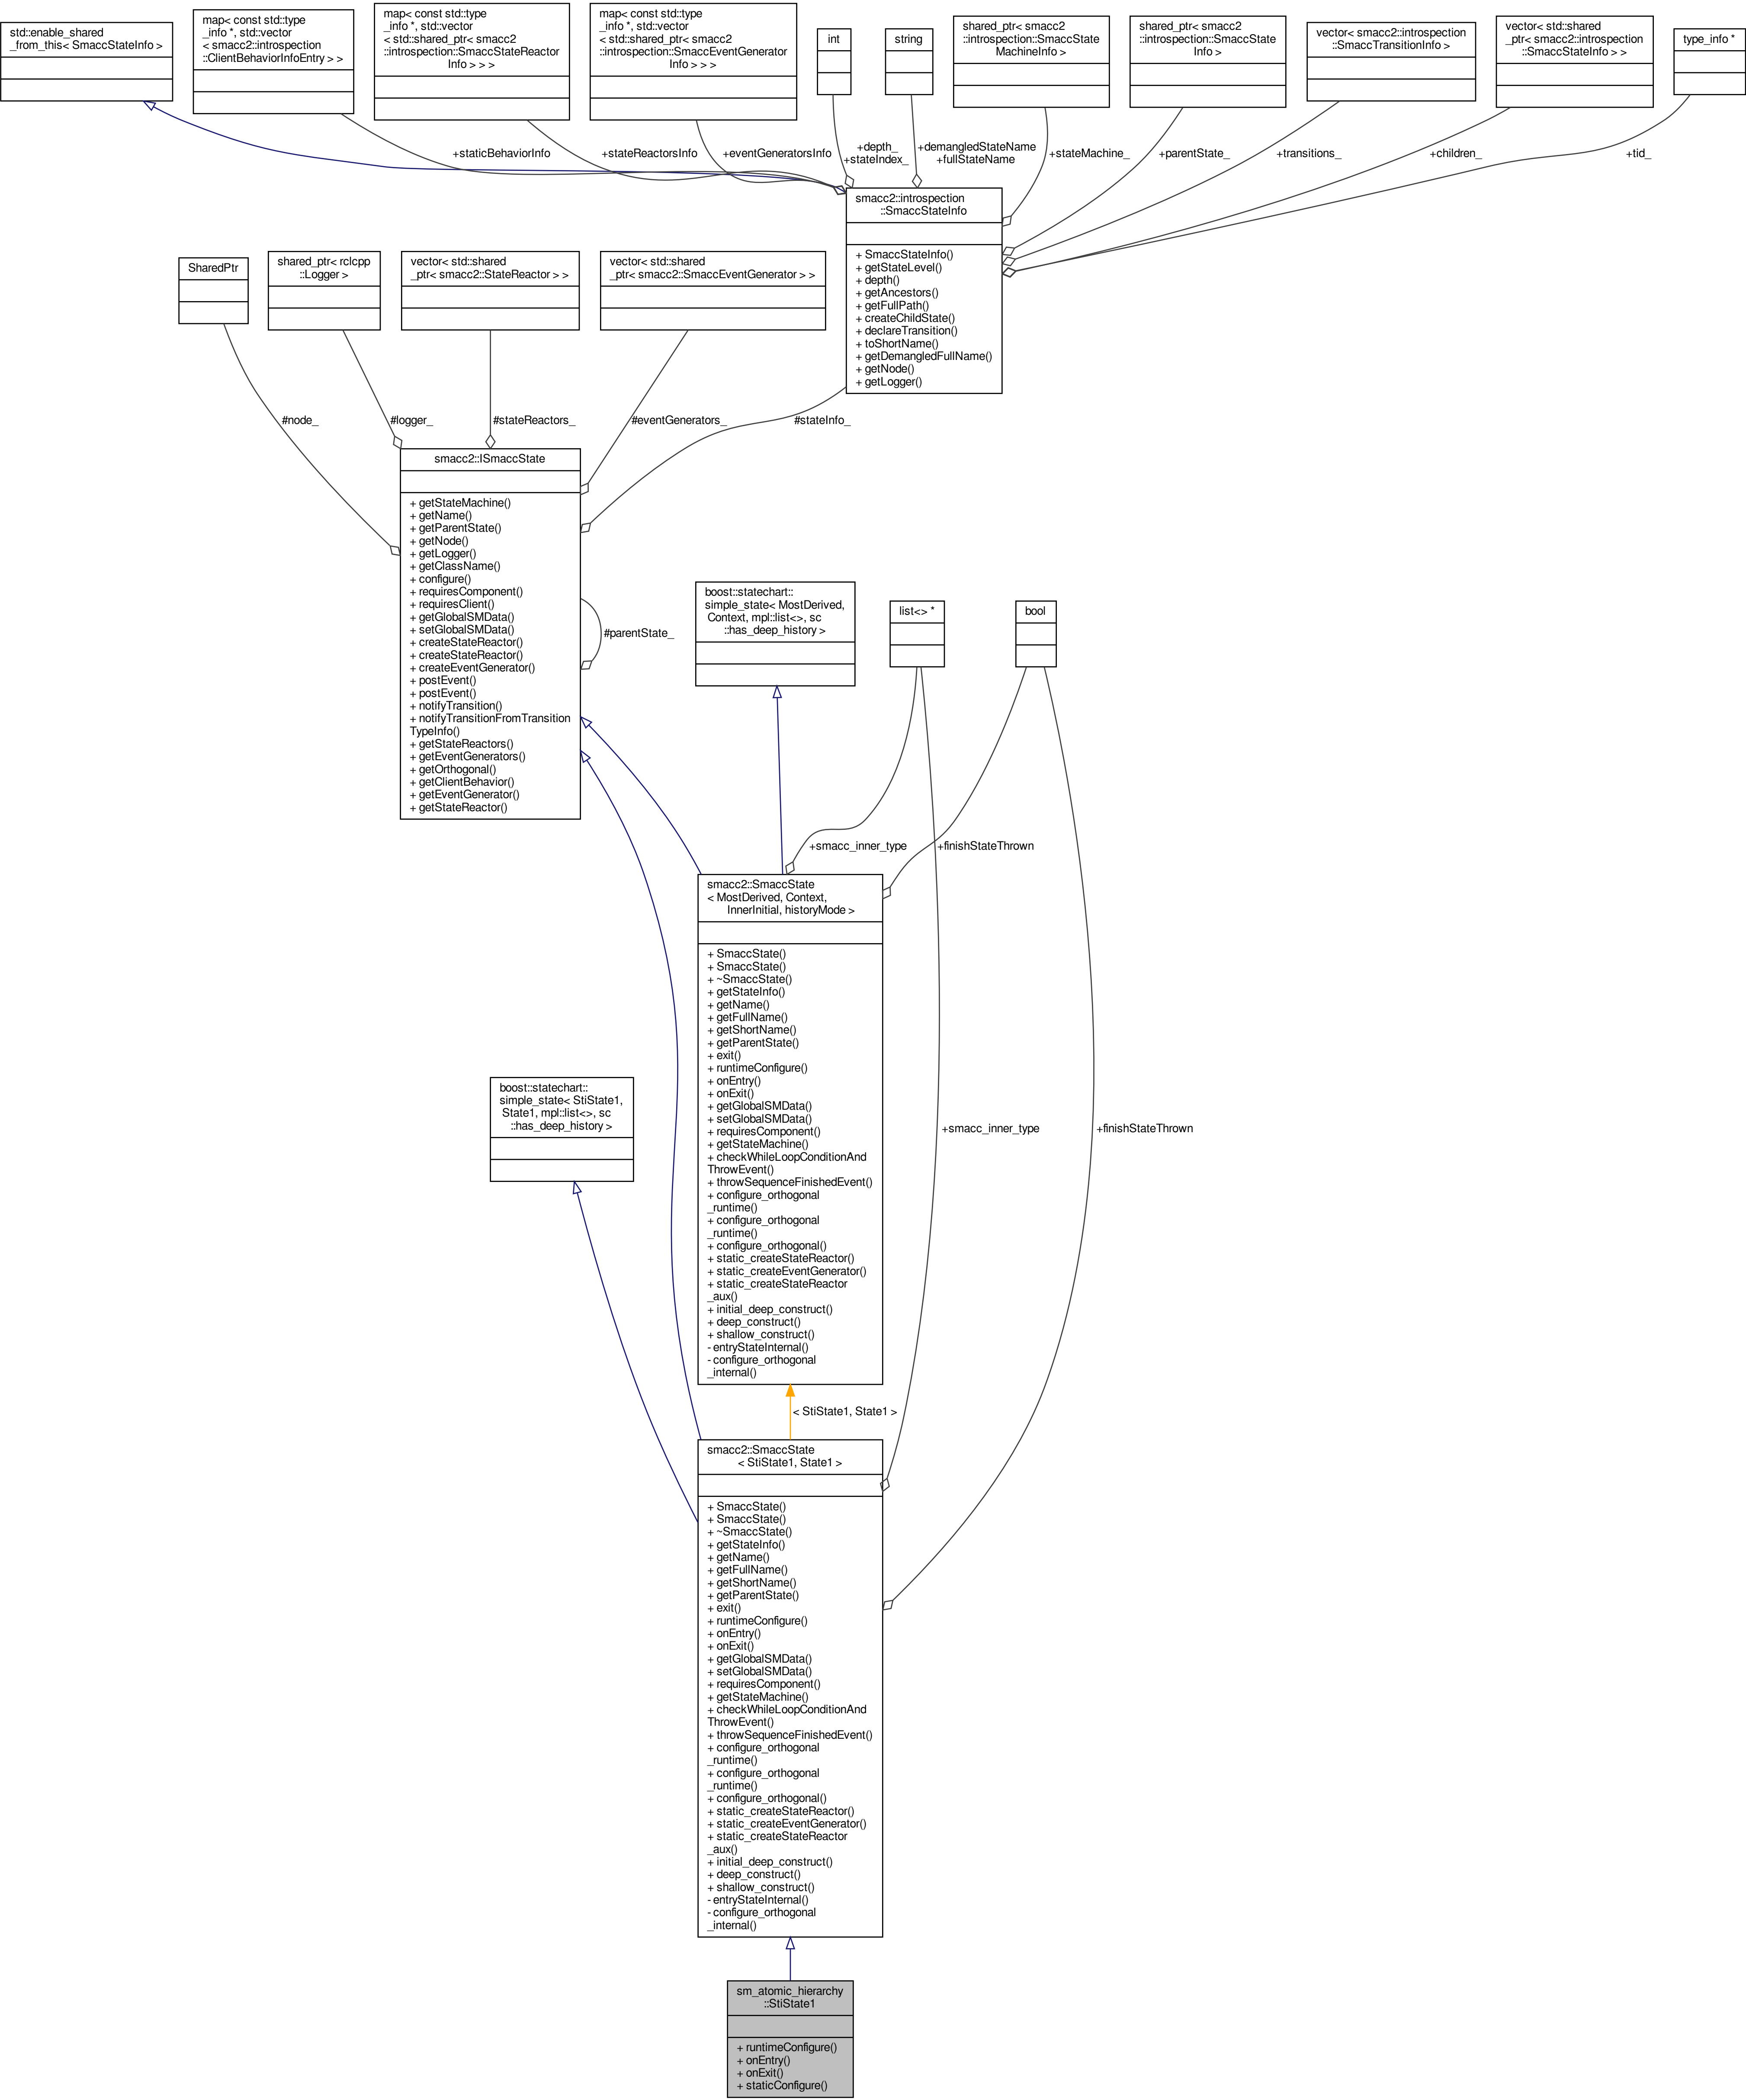 std::enable_shared
_from_this< SmaccStateInfo >
map< const std::type
_info *, std::vector
< smacc2::introspection
::ClientBehaviorInfoEntry > >
map< const std::type
_info *, std::vector
< std::shared_ptr< smacc2
::introspection::SmaccStateReactor
Info > > >
map< const std::type
_info *, std::vector
< std::shared_ptr< smacc2
::introspection::SmaccEventGenerator
Info > > >
int
string
shared_ptr< smacc2
::introspection::SmaccState
MachineInfo >
shared_ptr< smacc2
::introspection::SmaccState
Info >
vector< smacc2::introspection
::SmaccTransitionInfo >
vector< std::shared
_ptr< smacc2::introspection
::SmaccStateInfo > >
type_info *
+staticBehaviorInfo
+stateReactorsInfo
+eventGeneratorsInfo
+depth_
+stateIndex_
+demangledStateName
+fullStateName
+stateMachine_
+parentState_
+transitions_
+children_
+tid_
smacc2::introspection
::SmaccStateInfo
+ SmaccStateInfo()
+ getStateLevel()
+ depth()
+ getAncestors()
+ getFullPath()
+ createChildState()
+ declareTransition()
+ toShortName()
+ getDemangledFullName()
+ getNode()
+ getLogger()
SharedPtr
shared_ptr< rclcpp
::Logger >
vector< std::shared
_ptr< smacc2::StateReactor > >
vector< std::shared
_ptr< smacc2::SmaccEventGenerator > >
#node_
#logger_
#stateReactors_
#eventGenerators_
#stateInfo_
smacc2::ISmaccState
+ getStateMachine()
+ getName()
+ getParentState()
+ getNode()
+ getLogger()
+ getClassName()
+ configure()
+ requiresComponent()
+ requiresClient()
+ getGlobalSMData()
+ setGlobalSMData()
+ createStateReactor()
+ createStateReactor()
+ createEventGenerator()
+ postEvent()
+ postEvent()
+ notifyTransition()
+ notifyTransitionFromTransition
TypeInfo()
+ getStateReactors()
+ getEventGenerators()
+ getOrthogonal()
+ getClientBehavior()
+ getEventGenerator()
+ getStateReactor()
#parentState_
boost::statechart::
simple_state< MostDerived,
Context, mpl::list<>, sc
::has_deep_history >
list<> *
bool
+smacc_inner_type
+finishStateThrown
smacc2::SmaccState
< MostDerived, Context,
InnerInitial, historyMode >
+ SmaccState()
+ SmaccState()
+ ~SmaccState()
+ getStateInfo()
+ getName()
+ getFullName()
+ getShortName()
+ getParentState()
+ exit()
+ runtimeConfigure()
+ onEntry()
+ onExit()
+ getGlobalSMData()
+ setGlobalSMData()
+ requiresComponent()
+ getStateMachine()
+ checkWhileLoopConditionAnd
ThrowEvent()
+ throwSequenceFinishedEvent()
+ configure_orthogonal
_runtime()
+ configure_orthogonal
_runtime()
+ configure_orthogonal()
+ static_createStateReactor()
+ static_createEventGenerator()
+ static_createStateReactor
_aux()
+ initial_deep_construct()
+ deep_construct()
+ shallow_construct()
- entryStateInternal()
- configure_orthogonal
_internal()
boost::statechart::
simple_state< StiState1,
State1, mpl::list<>, sc
::has_deep_history >
+smacc_inner_type
+finishStateThrown
< StiState1, State1 >
smacc2::SmaccState
< StiState1, State1 >
+ SmaccState()
+ SmaccState()
+ ~SmaccState()
+ getStateInfo()
+ getName()
+ getFullName()
+ getShortName()
+ getParentState()
+ exit()
+ runtimeConfigure()
+ onEntry()
+ onExit()
+ getGlobalSMData()
+ setGlobalSMData()
+ requiresComponent()
+ getStateMachine()
+ checkWhileLoopConditionAnd
ThrowEvent()
+ throwSequenceFinishedEvent()
+ configure_orthogonal
_runtime()
+ configure_orthogonal
_runtime()
+ configure_orthogonal()
+ static_createStateReactor()
+ static_createEventGenerator()
+ static_createStateReactor
_aux()
+ initial_deep_construct()
+ deep_construct()
+ shallow_construct()
- entryStateInternal()
- configure_orthogonal
_internal()
sm_atomic_hierarchy
::StiState1
+ runtimeConfigure()
+ onEntry()
+ onExit()
+ staticConfigure()